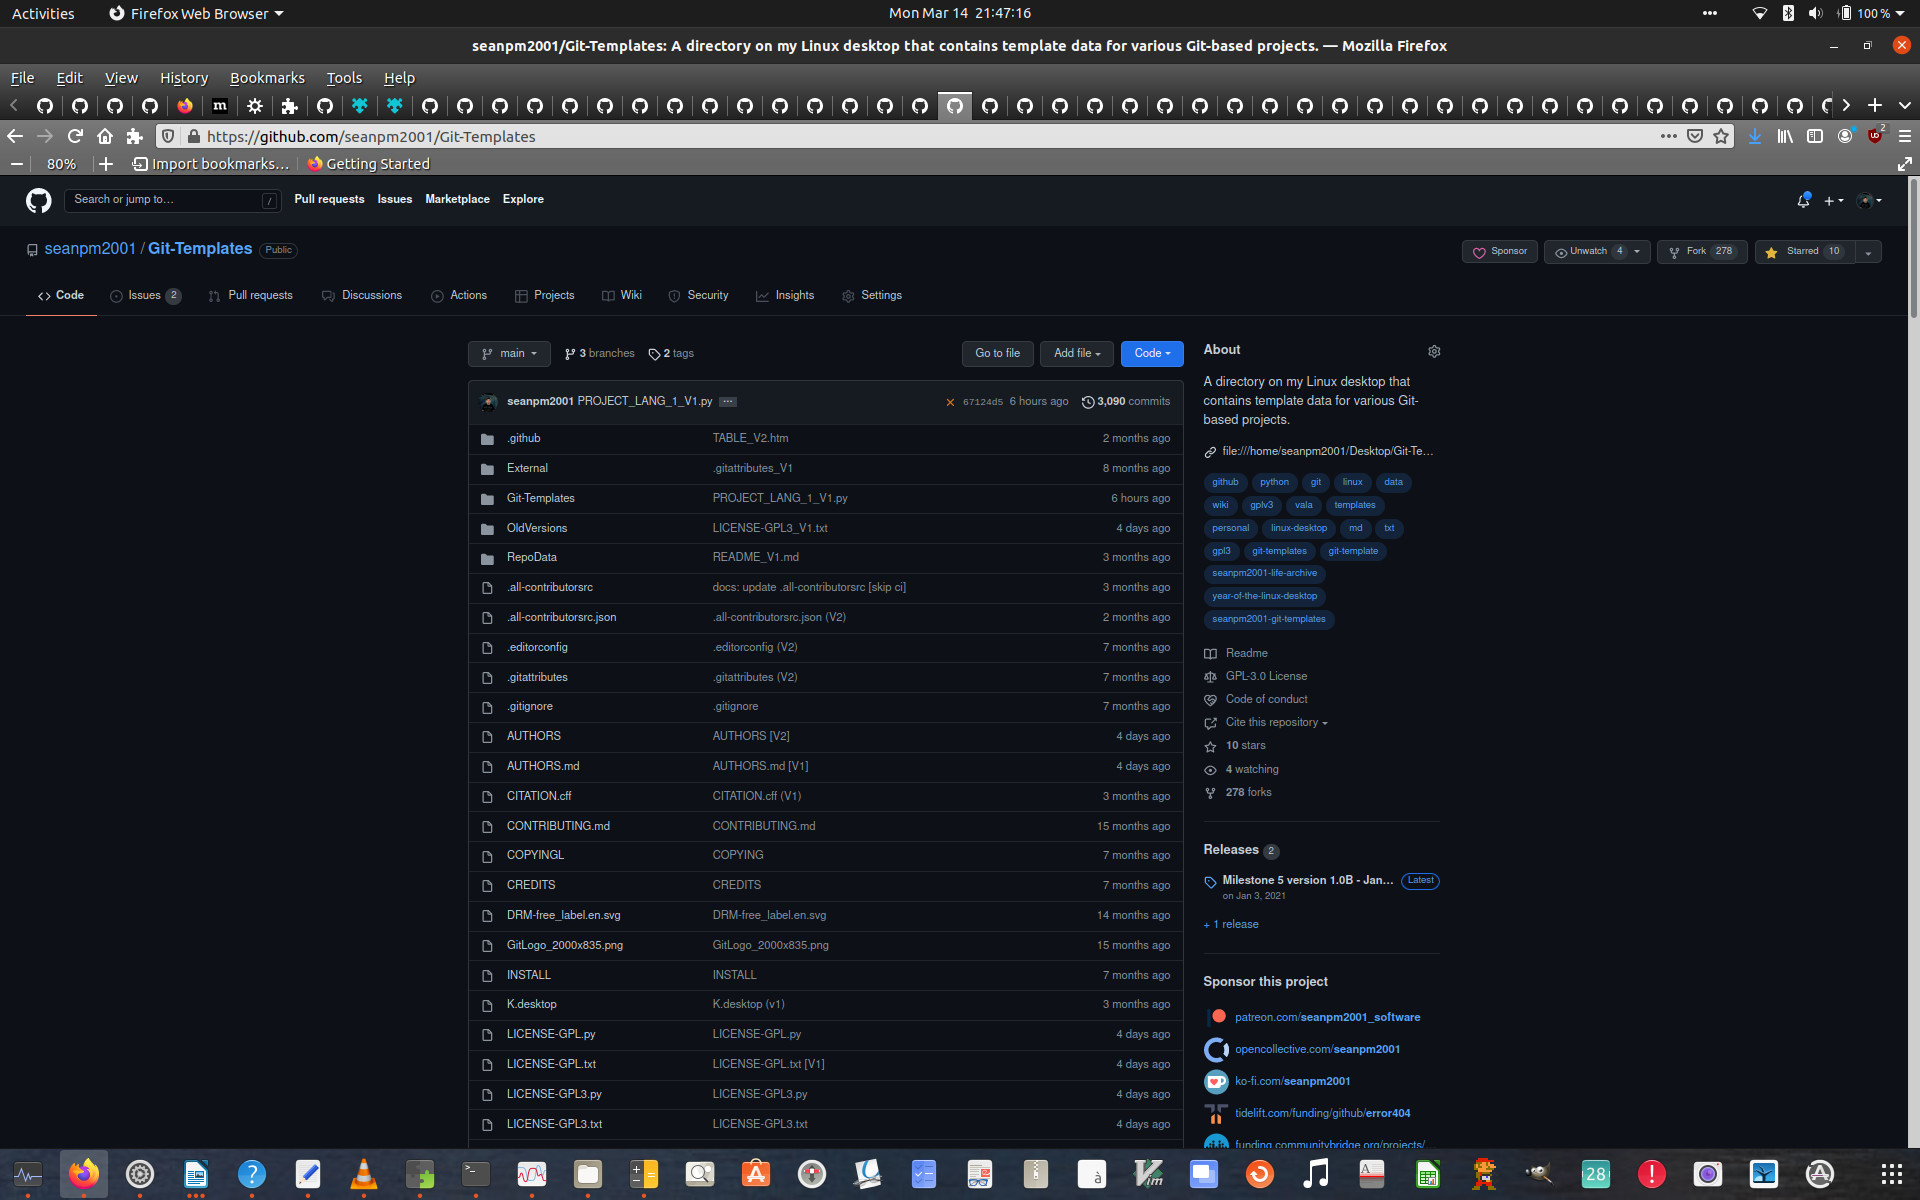 Activities
Firefox Web Browser
Mon Mar 14 21:47:16
100 %
seanpm2001/Git-Templates: A directory on my Linux desktop that contains template data for various Git-based projects. — Mozilla Firefox
File Edit View History Bookmarks Tools Help
https://github.com/seanpm2001/Git-Templates
2
80%
Import bookmarks…
Getting Started
Search or jump to…
/
Pull requests Issues Marketplace Explore
seanpm2001 / Git-Templates
Public
Sponsor
Unwatch 4
Fork 278
Starred 10
Code
Issues 2
Pull requests
Discussions
Actions
Projects
Wiki
Security
Insights
Settings
main
3 branches
2 tags
Go to file
Add file
Code
seanpm2001 PROJECT_LANG_1_V1.py
67124d5 6 hours ago
3,090 commits
.github TABLE_V2.htm 2 months ago
External .gitattributes_V1 8 months ago
Git-Templates PROJECT_LANG_1_V1.py 6 hours ago
OldVersions LICENSE-GPL3_V1.txt 4 days ago
RepoData README_V1.md 3 months ago
.all-contributorsrc docs: update .all-contributorsrc [skip ci] 3 months ago
.all-contributorsrc.json .all-contributorsrc.json (V2) 2 months ago
.editorconfig .editorconfig (V2) 7 months ago
.gitattributes .gitattributes (V2) 7 months ago
.gitignore .gitignore 7 months ago
AUTHORS AUTHORS [V2] 4 days ago
AUTHORS.md AUTHORS.md [V1] 4 days ago
CITATION.cff CITATION.cff (V1) 3 months ago
CONTRIBUTING.md CONTRIBUTING.md 15 months ago
COPYINGL COPYING 7 months ago
CREDITS CREDITS 7 months ago
DRM-free_label.en.svg DRM-free_label.en.svg 14 months ago
GitLogo_2000x835.png GitLogo_2000x835.png 15 months ago
INSTALL INSTALL 7 months ago
K.desktop K.desktop (v1) 3 months ago
LICENSE-GPL.py LICENSE-GPL.py 4 days ago
LICENSE-GPL.txt LICENSE-GPL.txt [V1] 4 days ago
LICENSE-GPL3.py LICENSE-GPL3.py 4 days ago
LICENSE-GPL3.txt LICENSE-GPL3.txt 4 days ago
About
A directory on my Linux desktop that
contains template data for various Git-
based projects.
file:///home/seanpm2001/Desktop/Git-Te…
github python git linux data
wiki gplv3 vala templates
personal linux-desktop md txt
gpl3 git-templates git-template
seanpm2001-life-archive
year-of-the-linux-desktop
seanpm2001-git-templates
Readme
GPL-3.0 License
Code of conduct
Cite this repository
10 stars
4 watching
278 forks
Releases 2
Milestone 5 version 1.0B - Jan… Latest
on Jan 3, 2021
+ 1 release
Sponsor this project
patreon.com/seanpm2001_software
opencollective.com/seanpm2001
ko-fi.com/seanpm2001
tidelift.com/funding/github/error404
funding.communitybridge.org/projects/…
28